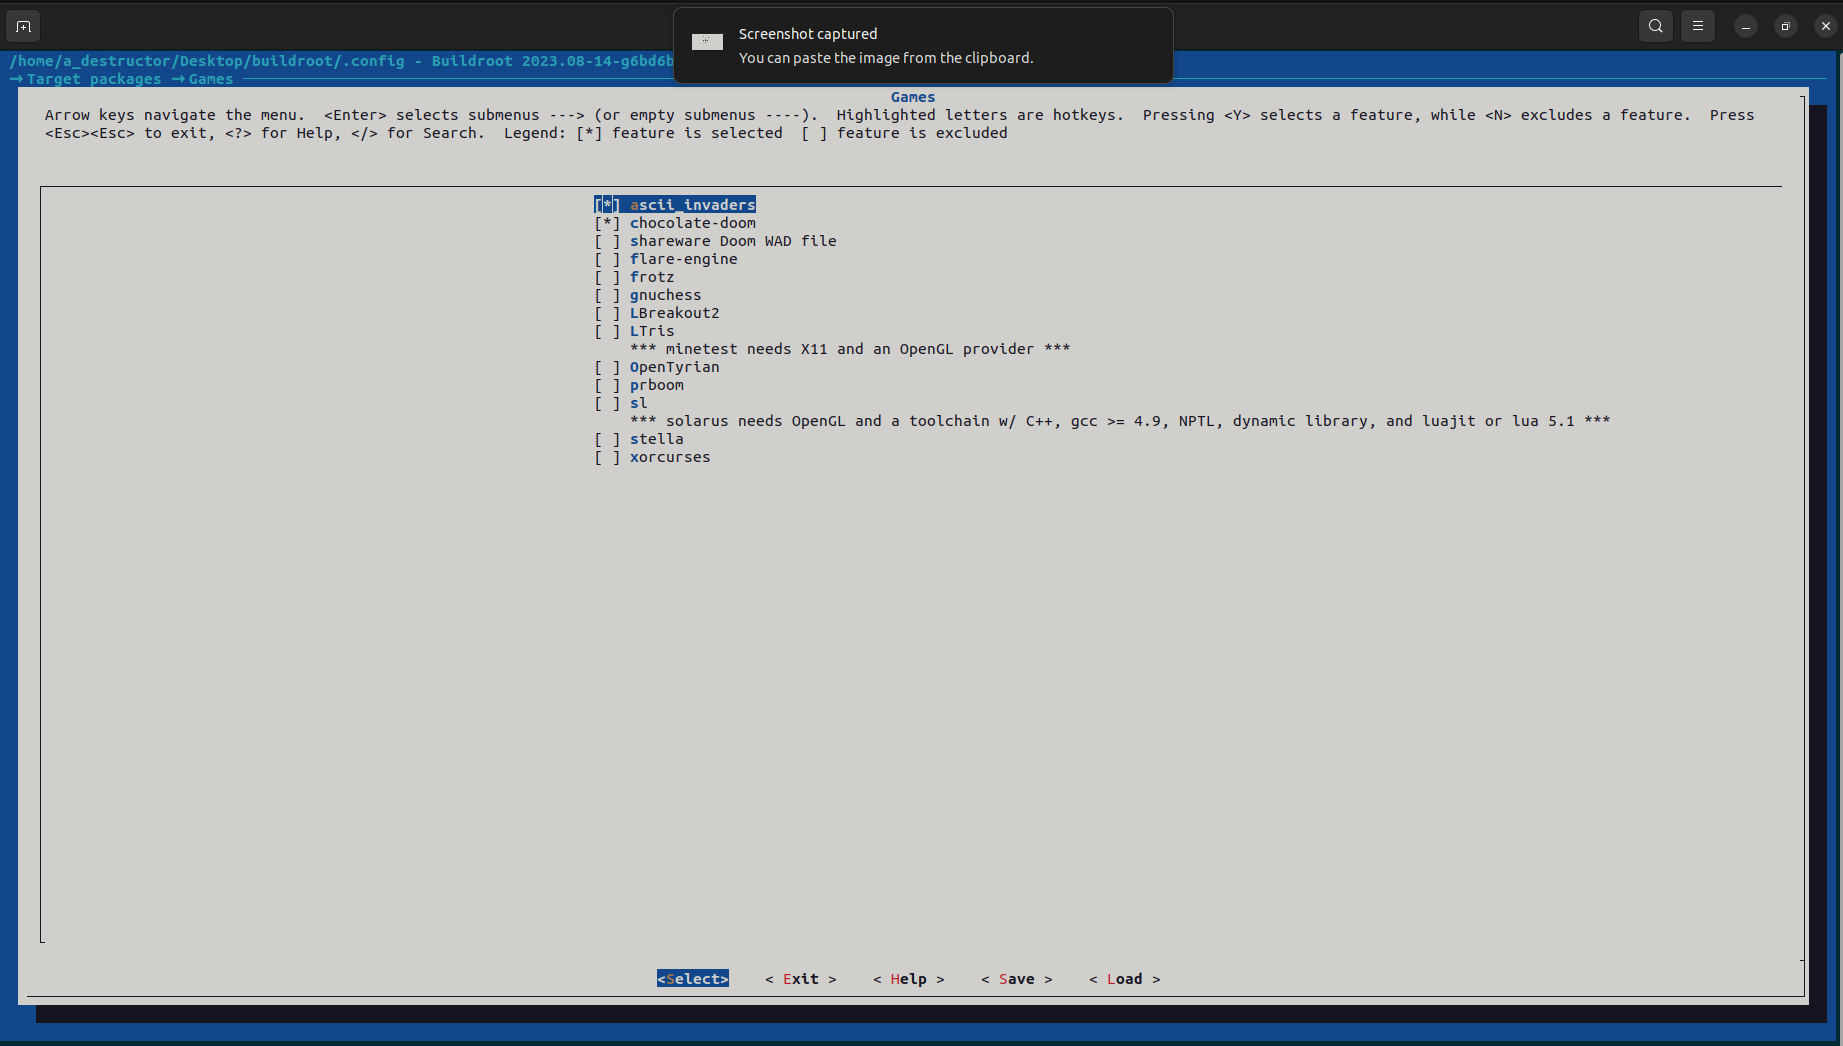 Screenshot captured
You can paste the image from the clipboard.
/home/a_destructor/Desktop/buildroot/.config - Buildroot
→ Target packages → Games
Games
Arrow keys navigate the menu.  <Enter> selects submenus ---> (or empty submenus ----).  Highlighted letters are hotkeys.  Pressing <Y> selects a feature, while <N> excludes a feature.  Press
<Esc><Esc> to exit, <?> for Help, </> for Search.  Legend: [*] feature is selected  [ ] feature is excluded
[*] ascii_invaders
[*] chocolate-doom
[ ] shareware Doom WAD file
[ ] flare-engine
[ ] frotz
[ ] gnuchess
[ ] LBreakout2
[ ] LTris
*** minetest needs X11 and an OpenGL provider ***
[ ] OpenTyrian
[ ] prboom
[ ] sl
*** solarus needs OpenGL and a toolchain w/ C++, gcc >= 4.9, NPTL, dynamic library, and luajit or lua 5.1 ***
[ ] stella
[ ] xorcurses
<Select>    < Exit >    < Help >    < Save >    < Load >